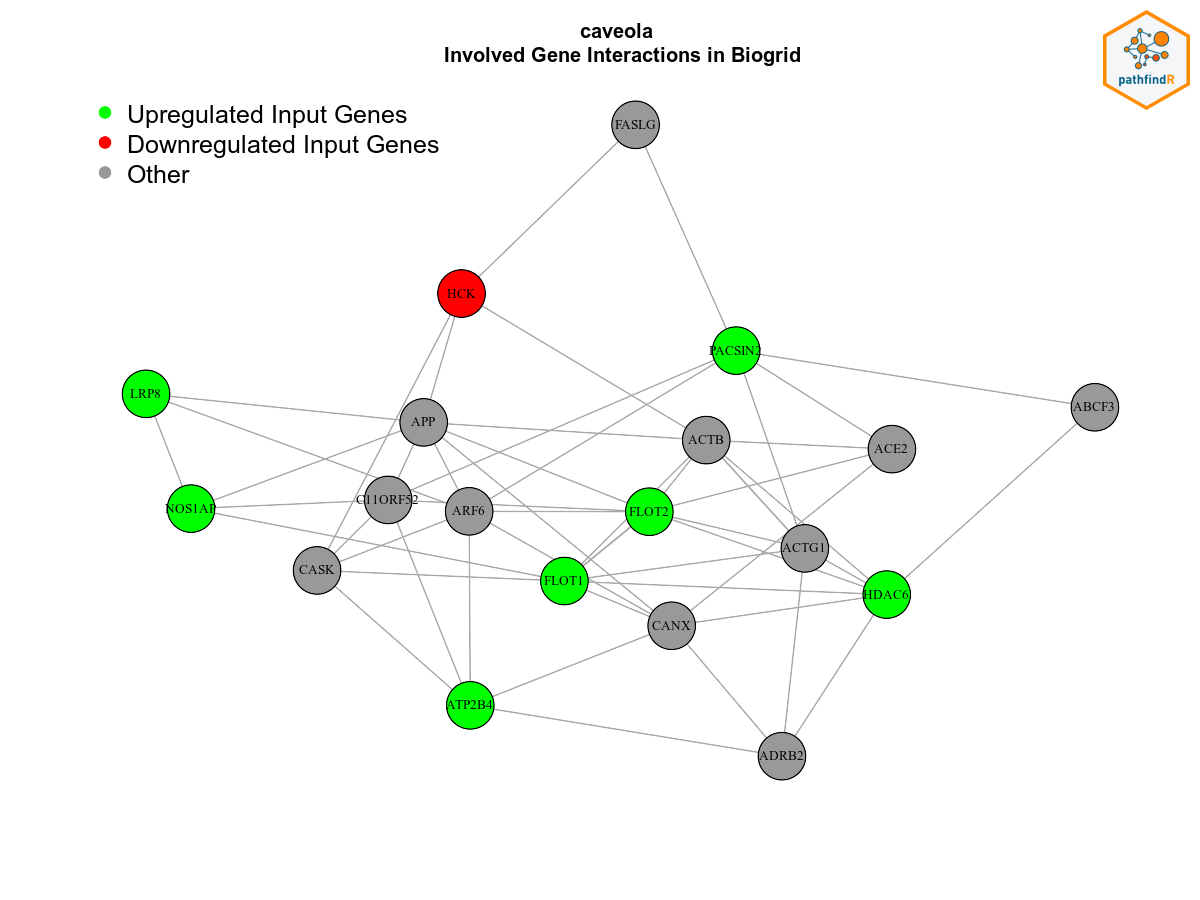 caveola
Involved Gene Interactions in Biogrid
pathfindR
Upregulated Input Genes
Downregulated Input Genes
Other
FASLG
HCK
PACSIN2
LRP8
ABCF3
APP
ACTB
ACE2
C11ORF52
NOS1AP
ARF6
FLOT2
ACTG1
CASK
FLOT1
HDAC6
CANX
ATP2B4
ADRB2